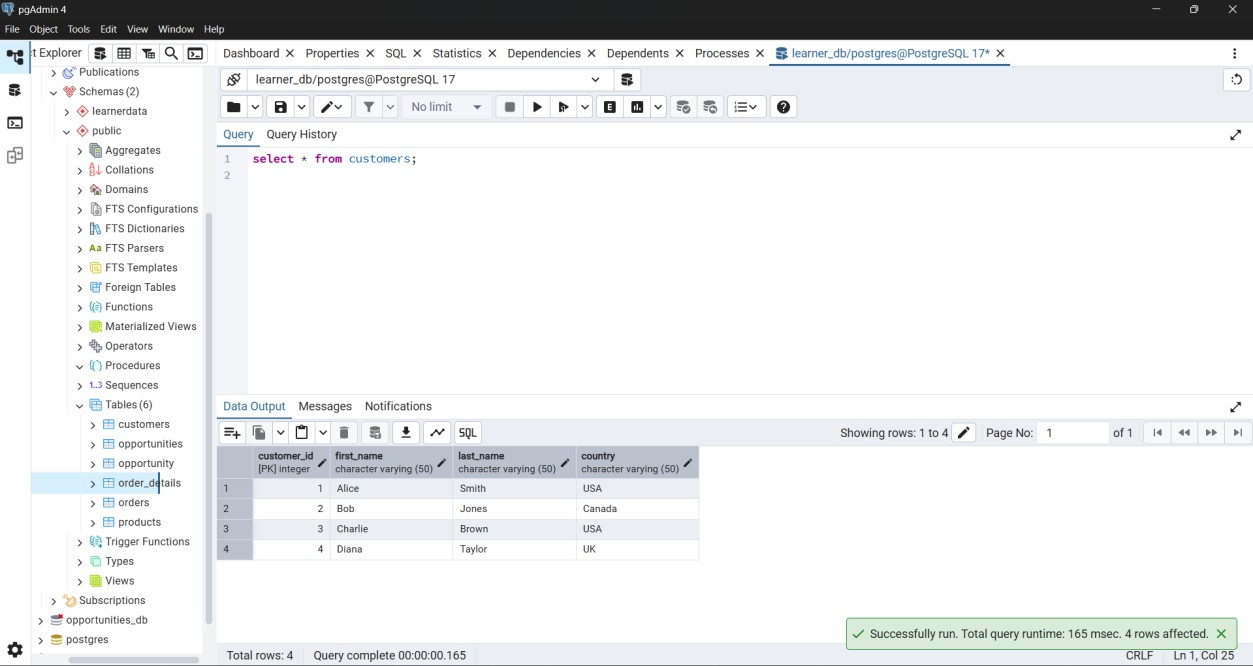 pgAdmin 4
File Object Tools Edit View Window Help
t Explorer
Dashboard Properties SQL Statistics Dependencies Dependents Processes learner_db/postgres@PostgreSQL 17*
Publications
Schemas (2)
learnerdata
public
Aggregates
Collations
Domains
FTS Configurations
FTS Dictionaries
Aa FTS Parsers
FTS Templates
Foreign Tables
Functions
Materialized Views
Operators
Procedures
1..3 Sequences
Tables (6)
customers
opportunities
opportunity
order_details
orders
products
Trigger Functions
Types
Views
Subscriptions
opportunities_db
postgres
learner_db/postgres@PostgreSQL 17
No limit
E
Query Query History
1 select * from customers;
2
Data Output Messages Notifications
SQL
Showing rows: 1 to 4 Page No: 1 of 1
customer_id first_name last_name country
[PK] integer character varying (50) character varying (50) character varying (50)
1 1 Alice Smith USA
2 2 Bob Jones Canada
3 3 Charlie Brown USA
4 4 Diana Taylor UK
Successfully run. Total query runtime: 165 msec. 4 rows affected.
Total rows: 4 Query complete 00:00:00.165 CRLF Ln 1, Col 25